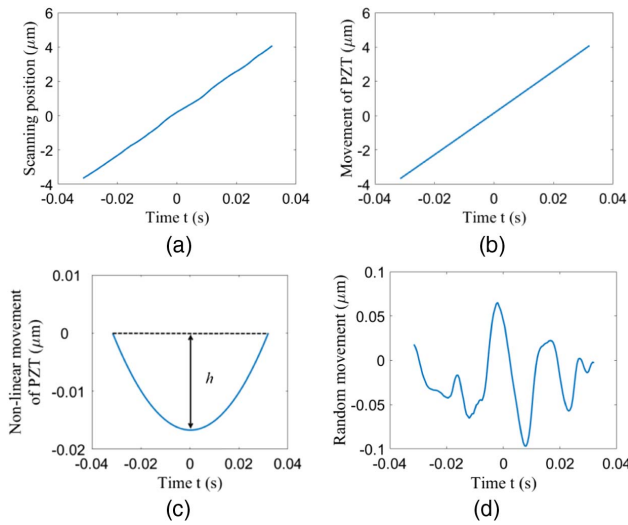 6
4
2
0
-2
-4
-0.04
-0.02
0
0.02
0.04
Scanning position (μm)
Time t (s)
(a)
6
4
2
0
-2
-4
-0.04
-0.02
0
0.02
0.04
Movement of PZT (μm)
Time t (s)
(b)
0.01
0
-0.01
-0.02
-0.04
-0.02
0
0.02
0.04
Non-linear movement
of PZT (μm)
h
Time t (s)
(c)
0.1
0.05
0
-0.05
-0.1
-0.04
-0.02
0
0.02
0.04
Random movement (μm)
Time t (s)
(d)